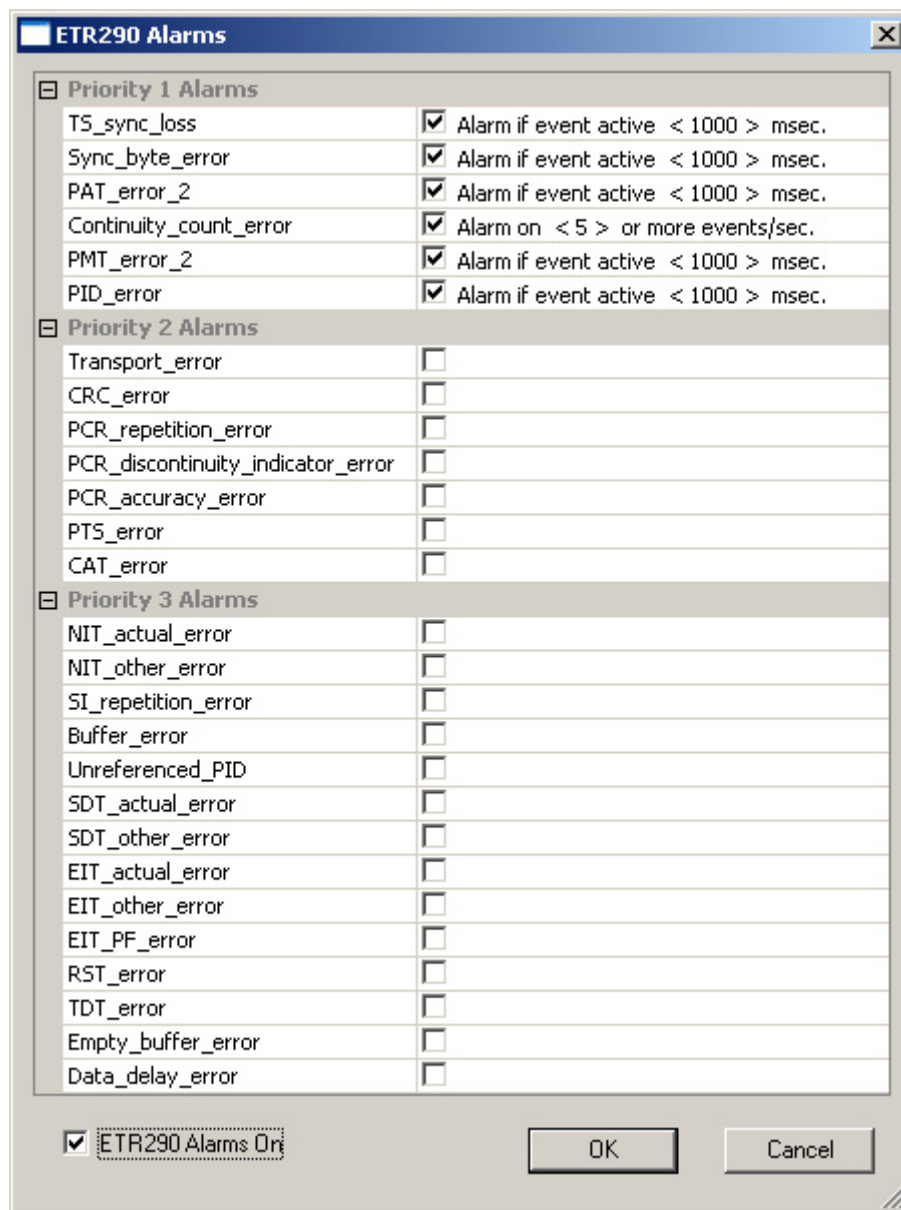 ETR290 Alarms
Priority 1 Alarms
TS_sync_loss Alarm if event active < 1000 > msec.
Sync_byte_error Alarm if event active < 1000 > msec.
PAT_error_2 Alarm if event active < 1000 > msec.
Continuity_count_error Alarm on < 5 > or more events/sec.
PMT_error_2 Alarm if event active < 1000 > msec.
PID_error Alarm if event active < 1000 > msec.
Priority 2 Alarms
Transport_error
CRC_error
PCR_repetition_error
PCR_discontinuity_indicator_error
PCR_accuracy_error
PTS_error
CAT_error
Priority 3 Alarms
NIT_actual_error
NIT_other_error
SI_repetition_error
Buffer_error
Unreferenced_PID
SDT_actual_error
SDT_other_error
EIT_actual_error
EIT_other_error
EIT_PF_error
RST_error
TDT_error
Empty_buffer_error
Data_delay_error
ETR290 Alarms On OK Cancel